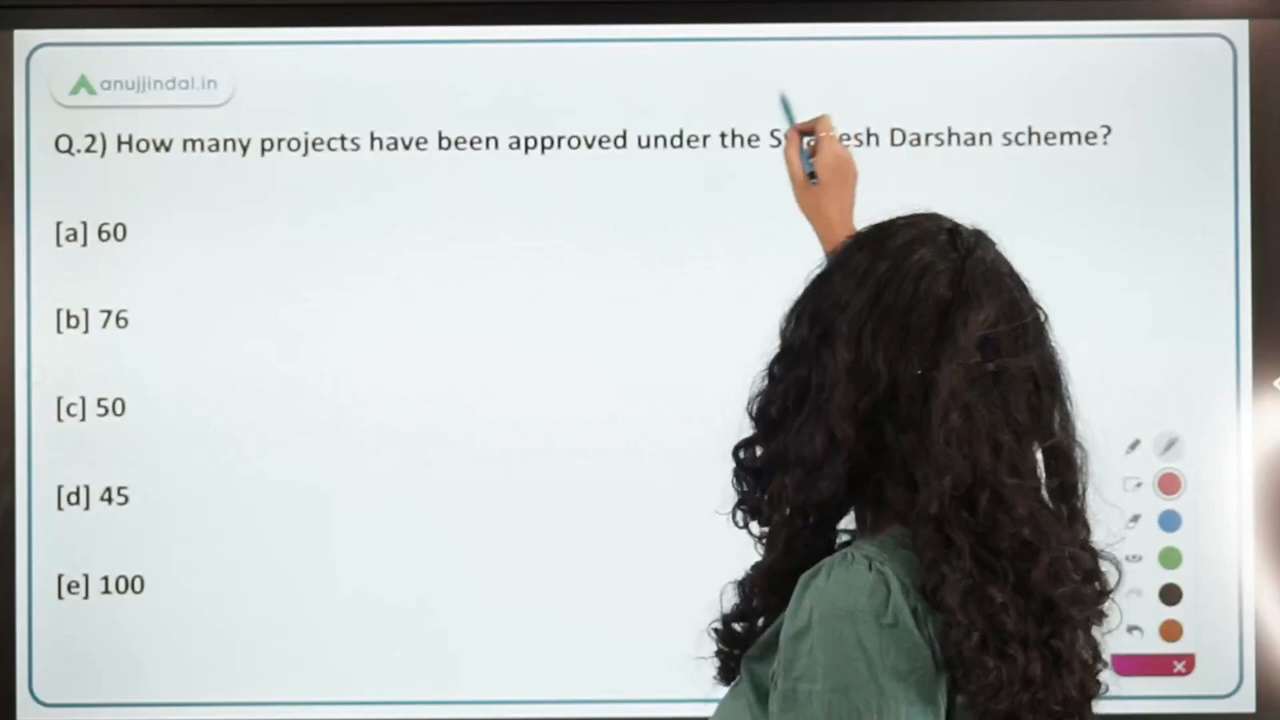 anujjindal.in
Q.2) How many projects have been approved under the Darshan scheme?
[a] 60
[b] 76
[c] 50
[d] 45
[e] 100